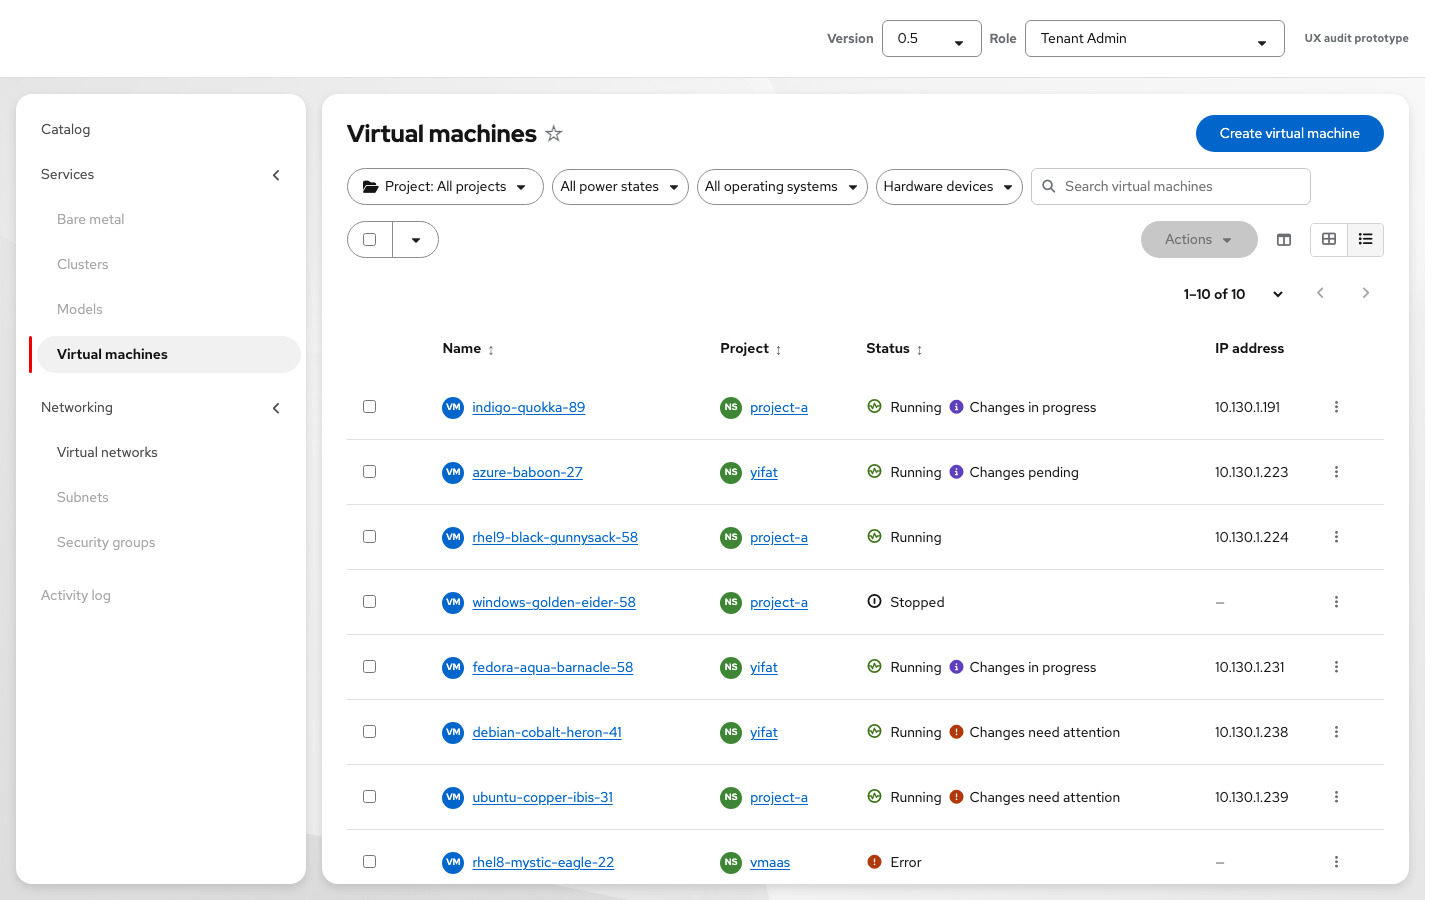 Version 0.5 Role Tenant Admin UX audit prototype
Catalog
Services
Bare metal
Clusters
Models
Virtual machines
Networking
Virtual networks
Subnets
Security groups
Activity log
Virtual machines
Create virtual machine
Project: All projects All power states All operating systems Hardware devices Search virtual machines
Actions
1–10 of 10
Name Project Status IP address
VM indigo-quokka-89 NS project-a Running Changes in progress 10.130.1.191
VM azure-baboon-27 NS yifat Running Changes pending 10.130.1.223
VM rhel9-black-gunnysack-58 NS project-a Running 10.130.1.224
VM windows-golden-eider-58 NS project-a Stopped –
VM fedora-aqua-barnacle-58 NS yifat Running Changes in progress 10.130.1.231
VM debian-cobalt-heron-41 NS yifat Running Changes need attention 10.130.1.238
VM ubuntu-copper-ibis-31 NS project-a Running Changes need attention 10.130.1.239
VM rhel8-mystic-eagle-22 NS vmaas Error –